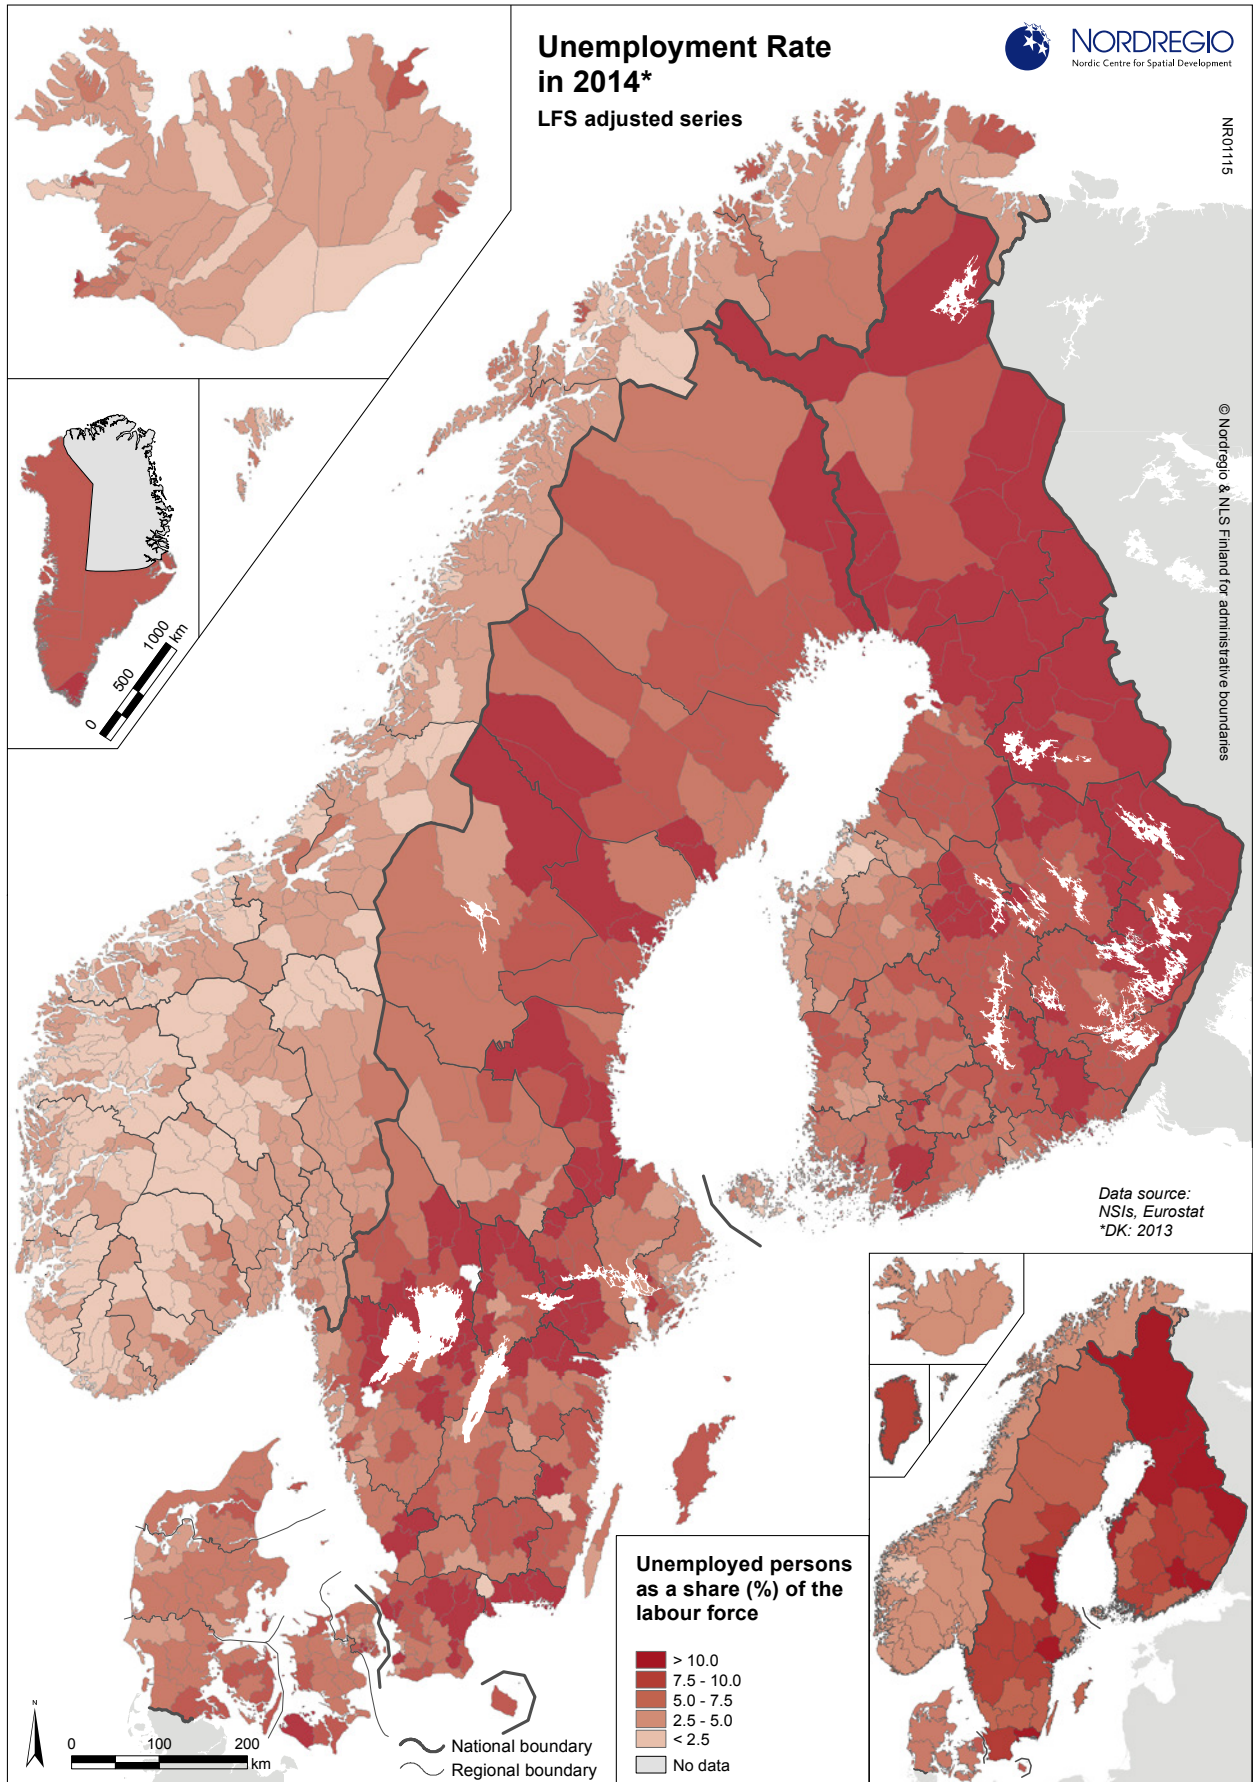 Unemployment Rate
in 2014*
LFS adjusted series
NORDREGIO
Nordic Centre for Spatial Development
NR01115
© Nordregio & NLS Finland for administrative boundaries
0 500 1000
km
Data source:
NSIs, Eurostat
*DK: 2013
Unemployed persons
as a share (%) of the
labour force
> 10.0
7.5 - 10.0
5.0 - 7.5
2.5 - 5.0
< 2.5
No data
N
0 100 200
km
National boundary
Regional boundary